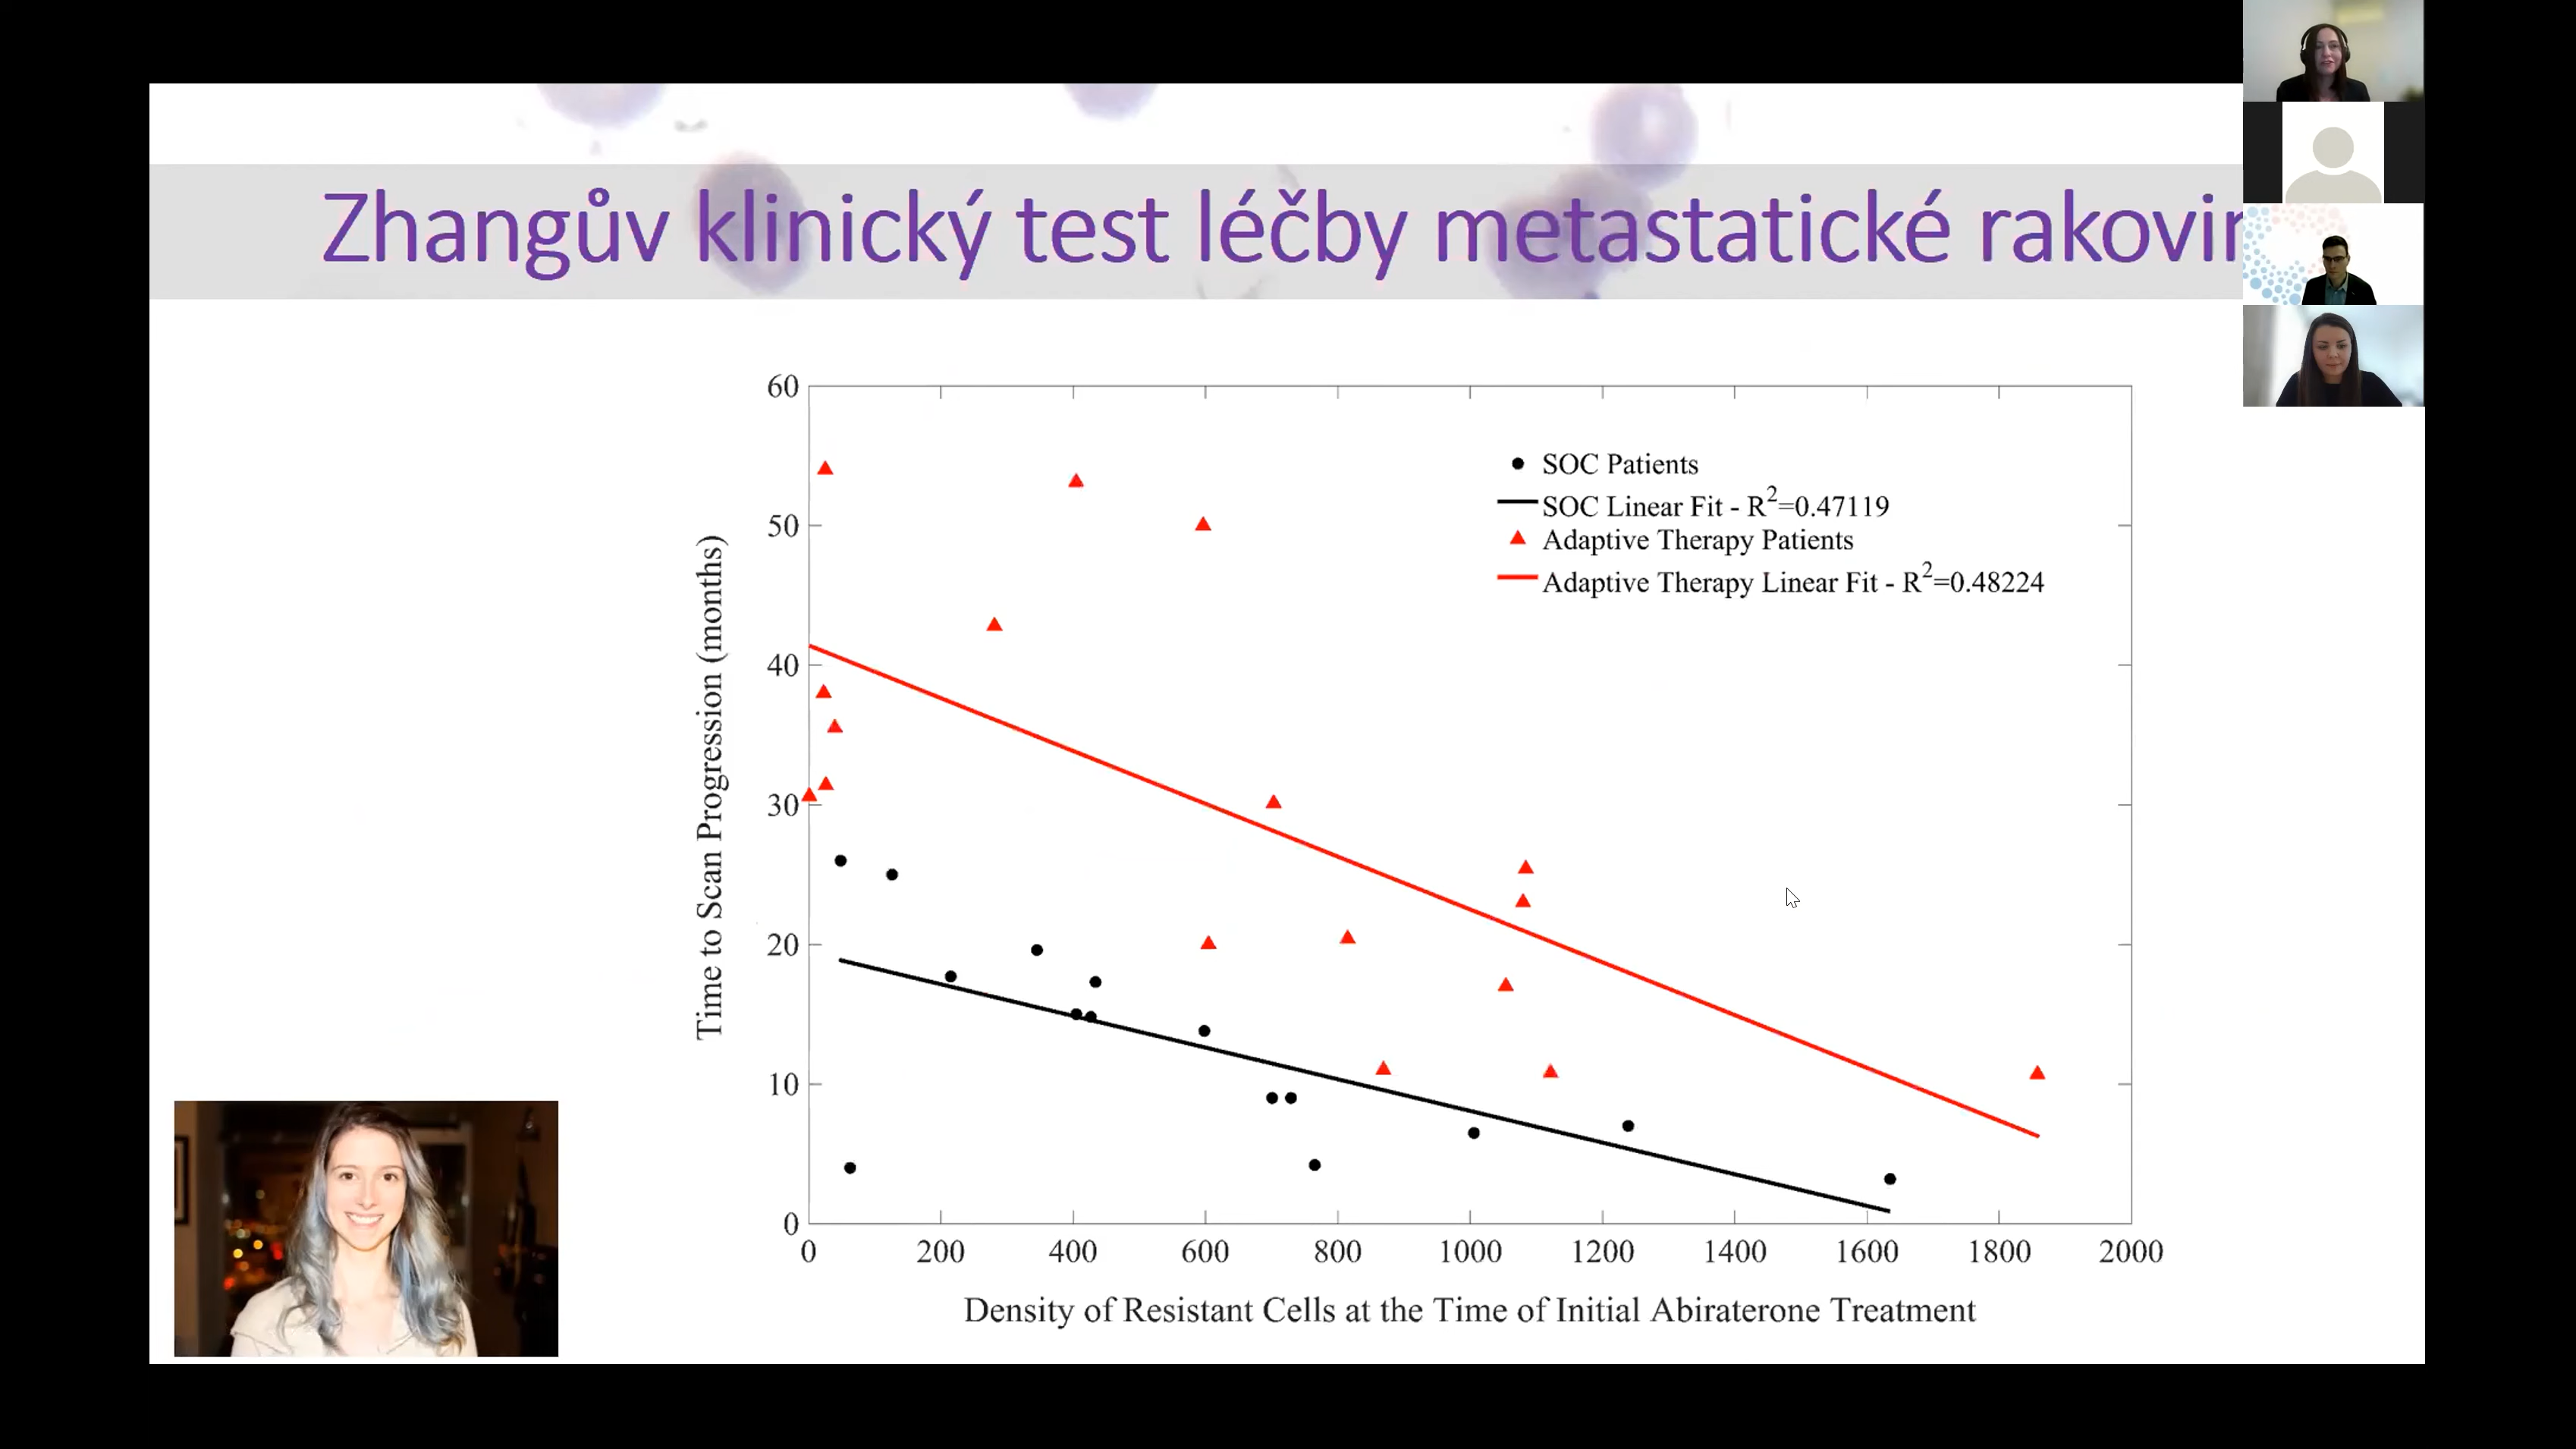 Zhangův klinický test léčby metastatické rakovin
60
50
40
30
20
10
0
Time to Scan Progression (months)
SOC Patients
SOC Linear Fit - R²=0.47119
Adaptive Therapy Patients
Adaptive Therapy Linear Fit - R²=0.48224
0 200 400 600 800 1000 1200 1400 1600 1800 2000
Density of Resistant Cells at the Time of Initial Abiraterone Treatment